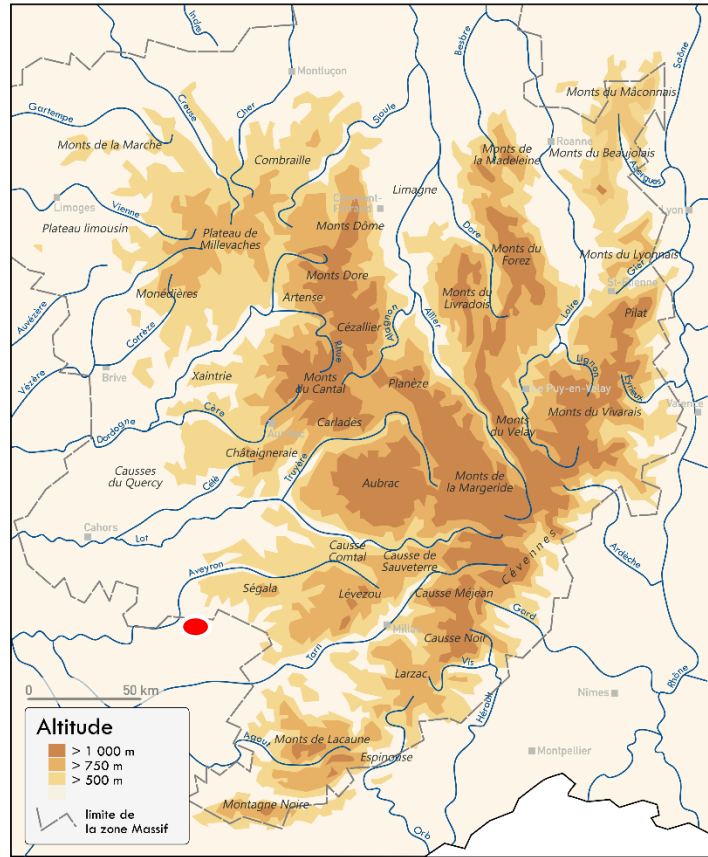 Indre
Besbre
Saône
Montluçon
Monts du Mâconnais
Creuse
Cher
Sioule
Gartempe
Monts de la Marche
Combraille
Monts de
la Madeleine
Roanne
Monts du Beaujolais
Azergues
Limagne
Limoges
Vienne
Clermont-
Ferrand
Lyon
Plateau limousin
Plateau de
Millevaches
Monts Dôme
Dore
Monts du
Forez
Monts du Lyonnais
Gier
St-Etienne
Monts Dore
Monédières
Artense
Monts du
Livradois
Loire
Pilat
Auvézère
Corrèze
Cézallier
Alagnon
Allier
Vézère
Brive
Xaintrie
Rhue
Monts
du Cantal
Planèze
Le Puy-en-Velay
Lignon
Eyrieux
Monts du Vivarais
Valence
Dordogne
Cère
Aurillac
Carladès
Monts
du Velay
Châtaigneraie
Truyère
Causses
du Quercy
Célé
Aubrac
Monts de
la Margeride
Cahors
Lot
Cévennes
Ardèche
Causse
Comtal
Causse de
Sauveterre
Aveyron
Ségala
Lévezou
Causse Méjean
Gard
Millau
Causse Noir
Tarn
Larzac
Vis
Hérault
Rhône
Nîmes
0 50 km
Altitude
> 1 000 m
> 750 m
> 500 m
limite de
la zone Massif
Agout
Monts de Lacaune
Espinouse
Montpellier
Montagne Noire
Orb